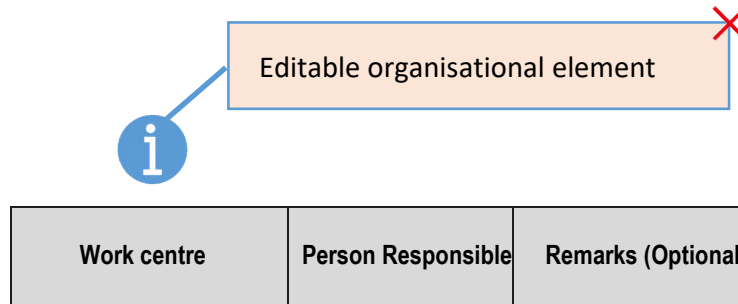 Editable organisational element
i
Work centre Person Responsible Remarks (Optional